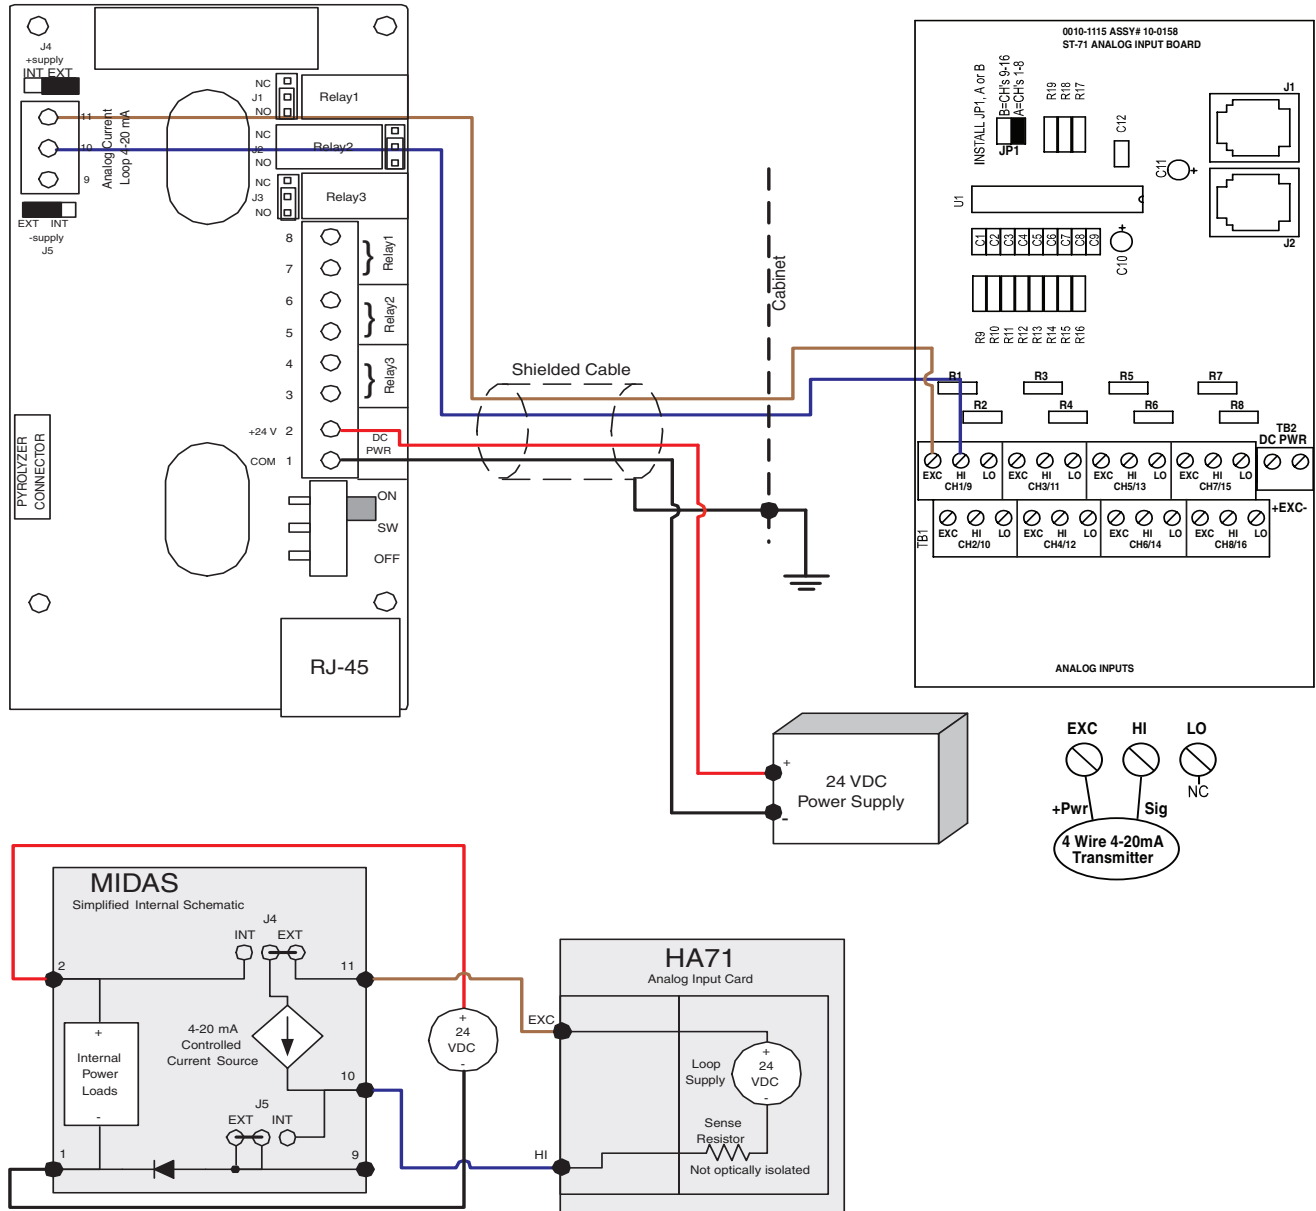 J4
+supply
INT EXT
11
10
9
Analog Current
Loop 4-20 mA
EXT INT
-supply
J5
NC
J1
NO
Relay1
NC
J2
NO
Relay2
NC
J3
NO
Relay3
8
7
6
5
4
3
+24 V 2
COM 1
} Relay1
} Relay2
} Relay3
DC
PWR
PYROLYZER
CONNECTOR
ON
SW
OFF
RJ-45
Shielded Cable
Cabinet
0010-1115 ASSY# 10-0158
ST-71 ANALOG INPUT BOARD
INSTALL JP1, A or B
B=CH's 9-16
A=CH's 1-8
JP1
R19
R18
R17
C12
J1
C11
+
J2
U1
C1
C2
C3
C4
C5
C6
C7
C8
C9
+
C10
R9
R10
R11
R12
R13
R14
R15
R16
R1
R3
R5
R7
R2
R4
R6
R8
TB2
DC PWR
EXC HI LO
CH1/9
EXC HI LO
CH3/11
EXC HI LO
CH5/13
EXC HI LO
CH7/15
+EXC-
TB1
EXC HI LO
CH2/10
EXC HI LO
CH4/12
EXC HI LO
CH6/14
EXC HI LO
CH8/16
ANALOG INPUTS
+
-
24 VDC
Power Supply
EXC HI LO
NC
+Pwr Sig
4 Wire 4-20mA
Transmitter
MIDAS
Simplified Internal Schematic
J4
INT EXT
2
11
+
Internal
Power
Loads
-
4-20 mA
Controlled
Current Source
10
J5
EXT INT
1
9
+
24
VDC
-
HA71
Analog Input Card
EXC
Loop
Supply
+
24
VDC
-
Sense
Resistor
HI
Not optically isolated